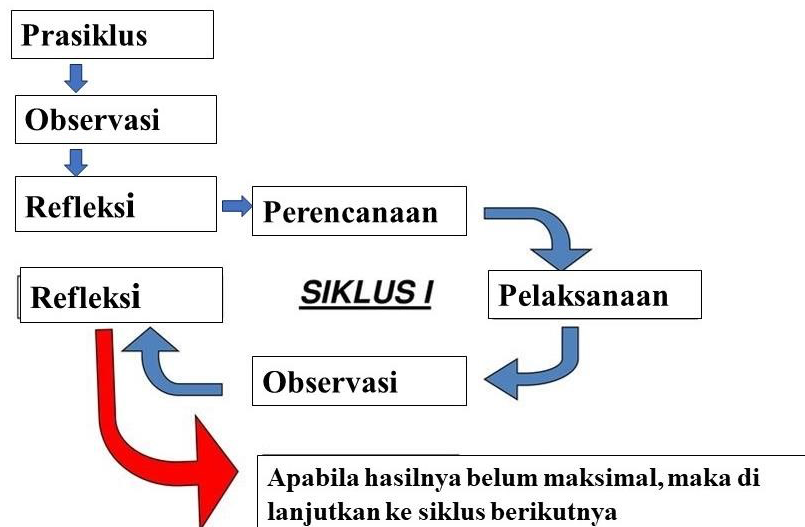 Prasiklus
Observasi
Refleksi
Perencanaan
Refleksi
SIKLUS I
Pelaksanaan
Observasi
Apabila hasilnya belum maksimal, maka di
lanjutkan ke siklus berikutnya